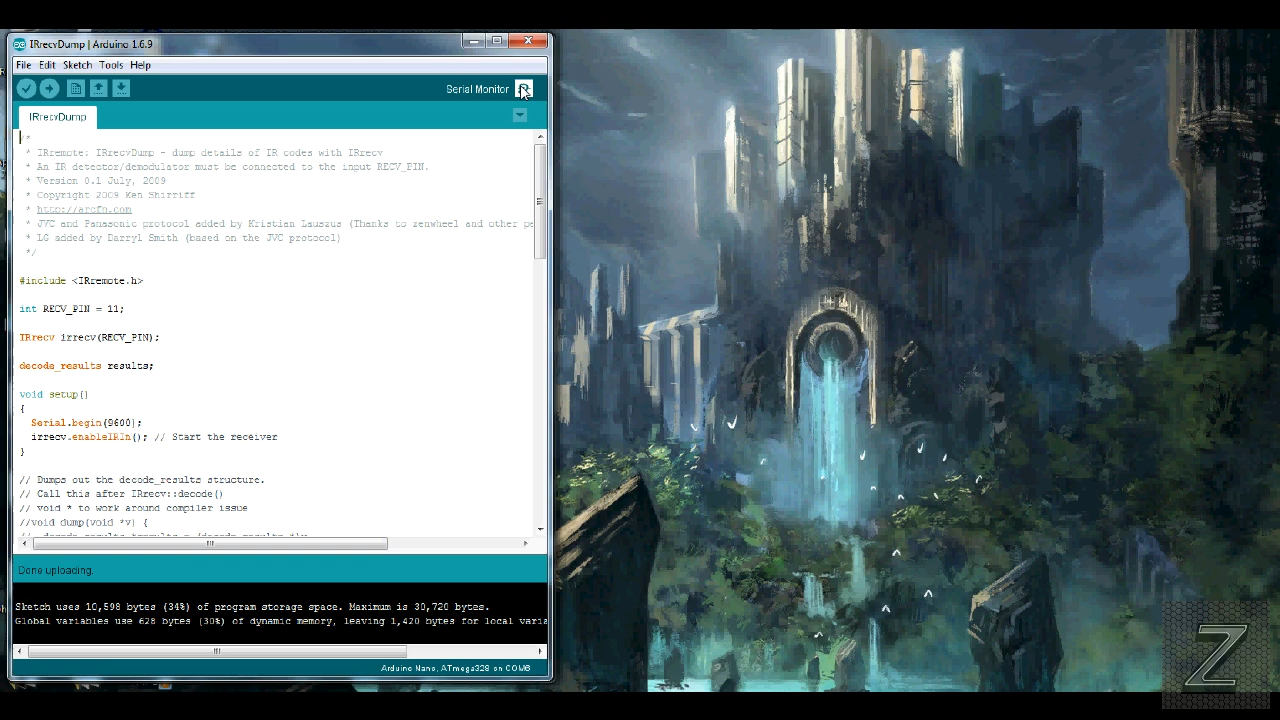 IRrecvDump | Arduino 1.6.9
File Edit Sketch Tools Help
Serial Monitor
IRrecvDump
/*
* IRremote: IRrecvDump - dump details of IR codes with IRrecv
* An IR detector/demodulator must be connected to the input RECV_PIN.
* Version 0.1 July, 2009
* Copyright 2009 Ken Shirriff
* http://arcfn.com
* JVC and Panasonic protocol added by Kristian Lauszus (Thanks to zenwheel and other pe
* LG added by Darryl Smith (based on the JVC protocol)
*/
#include <IRremote.h>
int RECV_PIN = 11;
IRrecv irrecv(RECV_PIN);
decode_results results;
void setup()
{
Serial.begin(9600);
irrecv.enableIRIn(); // Start the receiver
}
// Dumps out the decode_results structure.
// Call this after IRrecv::decode()
// void * to work around compiler issue
//void dump(void *v) {
Done uploading.
Sketch uses 10,598 bytes (34%) of program storage space. Maximum is 30,720 bytes.
Global variables use 628 bytes (30%) of dynamic memory, leaving 1,420 bytes for local varia
Arduino Nano, ATmega328 on COM6
Z